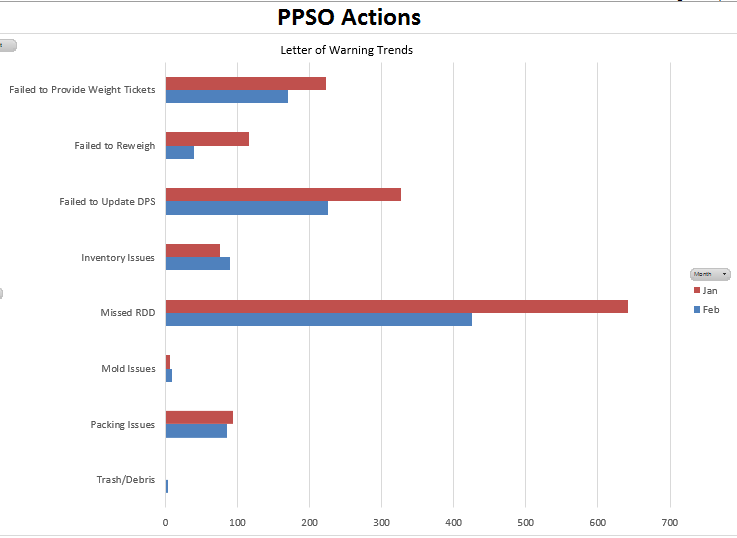 PPSO Actions
Letter of Warning Trends
Failed to Provide Weight Tickets
Failed to Reweigh
Failed to Update DPS
Inventory Issues
Missed RDD
Mold Issues
Packing Issues
Trash/Debris
0 100 200 300 400 500 600 700
Month
Jan
Feb